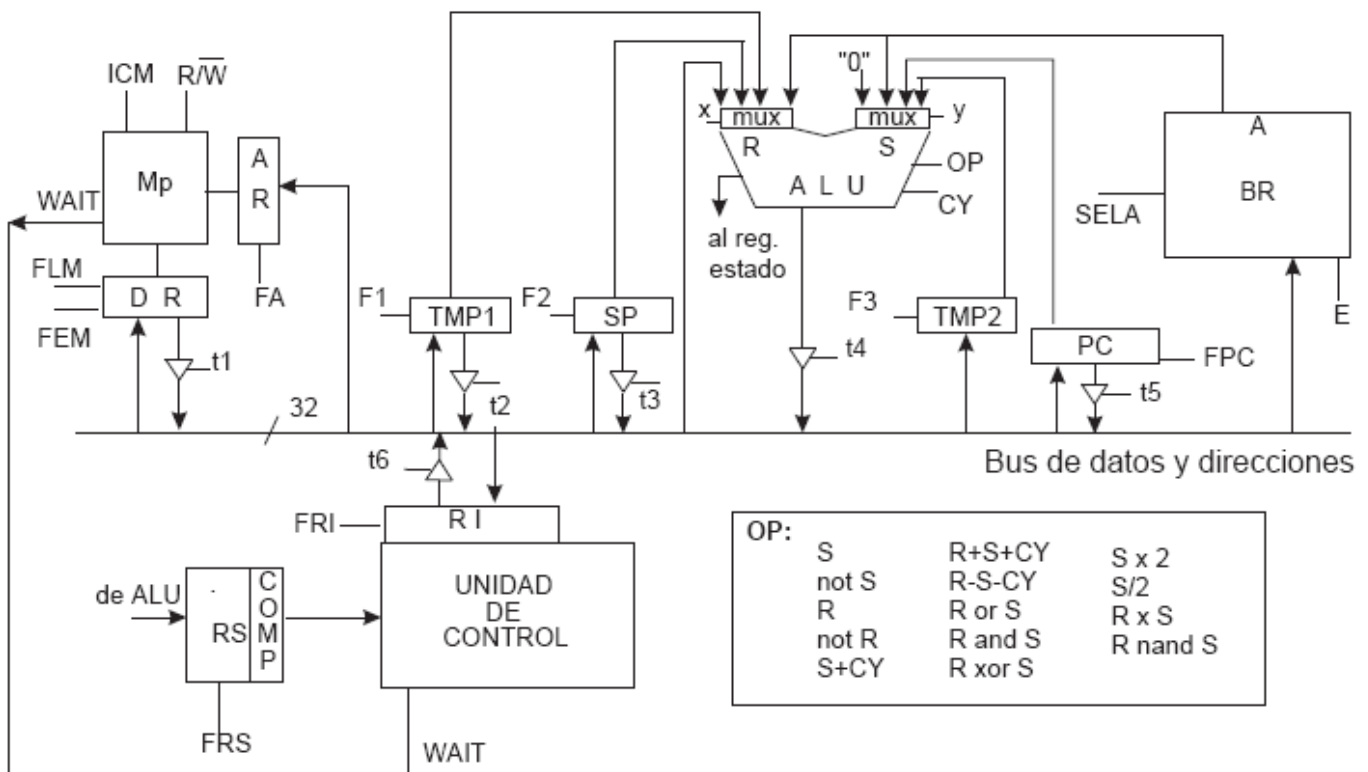 ICM
R/W
"0"
x
mux
mux
y
A
R
R
S
A
Mp
OP
A L U
WAIT
CY
SELA
BR
al reg.
estado
FLM
D R
FA
F1
TMP1
F2
SP
F3
TMP2
E
FEM
PC
FPC
t1
t2
t3
t4
t5
32
t6
Bus de datos y direcciones
FRI
R I
OP:
S
R+S+CY
S x 2
not S
R-S-CY
S/2
R
R or S
R x S
not R
R and S
R nand S
S+CY
R xor S
de ALU
RS
COMP
UNIDAD
DE
CONTROL
FRS
WAIT